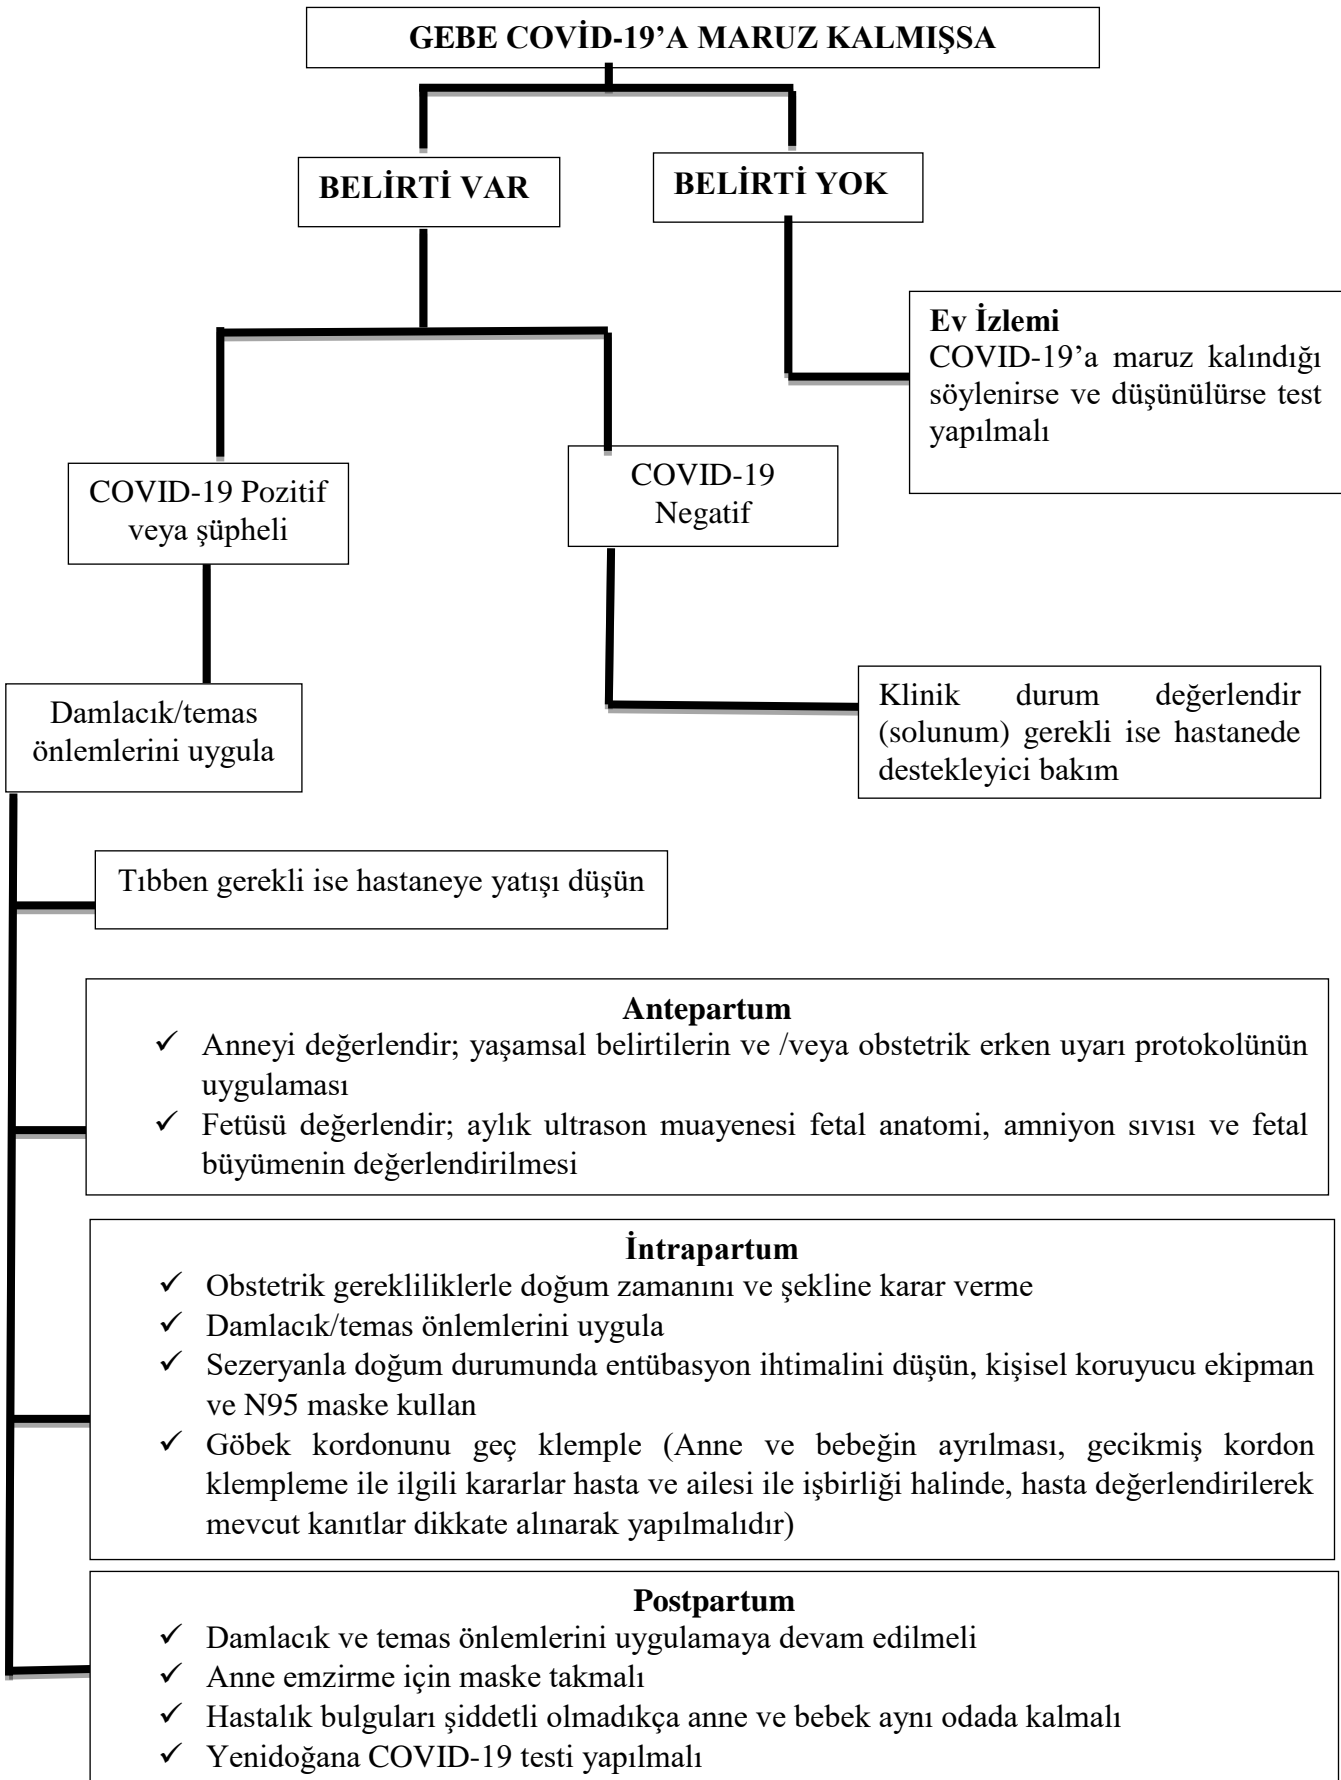 GEBE COVİD-19’A MARUZ KALMIŞSA
BELİRTİ VAR
BELİRTİ YOK
Ev İzlemi
COVID-19’a maruz kalındığı
söylenirse ve düşünülürse test
yapılmalı
COVID-19 Pozitif
veya şüpheli
COVID-19
Negatif
Damlacık/temas
önlemlerini uygula
Klinik durum değerlendir
(solunum) gerekli ise hastanede
destekleyici bakım
Tıbben gerekli ise hastaneye yatışı düşün
Antepartum
✓ Anneyi değerlendir; yaşamsal belirtilerin ve /veya obstetrik erken uyarı protokolünün
uygulaması
✓ Fetüsü değerlendir; aylık ultrason muayenesi fetal anatomi, amniyon sıvısı ve fetal
büyümenin değerlendirilmesi
İntrapartum
✓ Obstetrik gerekliliklerle doğum zamanını ve şekline karar verme
✓ Damlacık/temas önlemlerini uygula
✓ Sezeryanla doğum durumunda entübasyon ihtimalini düşün, kişisel koruyucu ekipman
ve N95 maske kullan
✓ Göbek kordonunu geç klemple (Anne ve bebeğin ayrılması, gecikmiş kordon
klempleme ile ilgili kararlar hasta ve ailesi ile işbirliği halinde, hasta değerlendirilerek
mevcut kanıtlar dikkate alınarak yapılmalıdır)
Postpartum
✓ Damlacık ve temas önlemlerini uygulamaya devam edilmeli
✓ Anne emzirme için maske takmalı
✓ Hastalık bulguları şiddetli olmadıkça anne ve bebek aynı odada kalmalı
✓ Yenidoğana COVID-19 testi yapılmalı